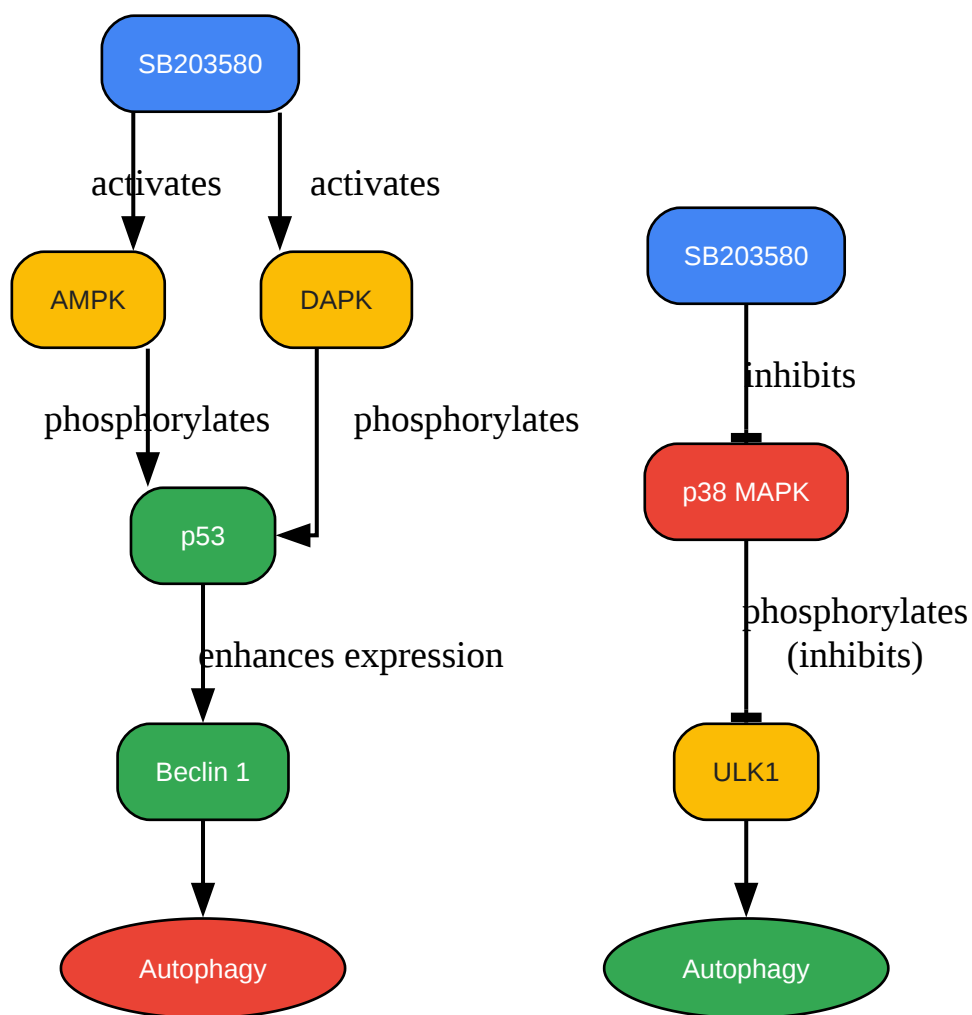 SB203580
activates
activates
AMPK
DAPK
phosphorylates
phosphorylates
p53
enhances expression
Beclin 1
Autophagy
SB203580
inhibits
p38 MAPK
phosphorylates
(inhibits)
ULK1
Autophagy